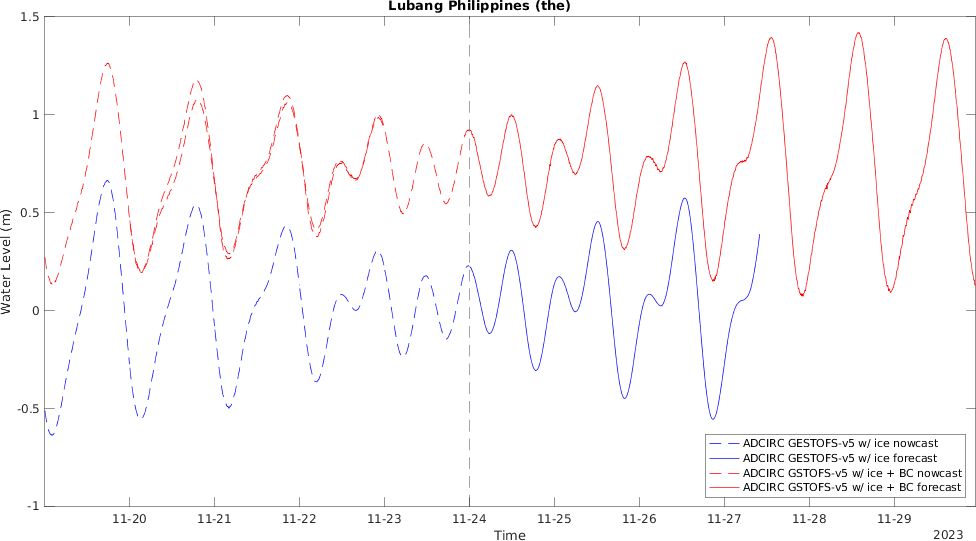 Lubang Philippines (the)
1.5
1
0.5
0
-0.5
-1
Water Level (m)
ADCIRC GESTOFS-v5 w/ ice nowcast
ADCIRC GESTOFS-v5 w/ ice forecast
ADCIRC GSTOFS-v5 w/ ice + BC nowcast
ADCIRC GSTOFS-v5 w/ ice + BC forecast
11-20 11-21 11-22 11-23 11-24 11-25 11-26 11-27 11-28 11-29
Time
2023